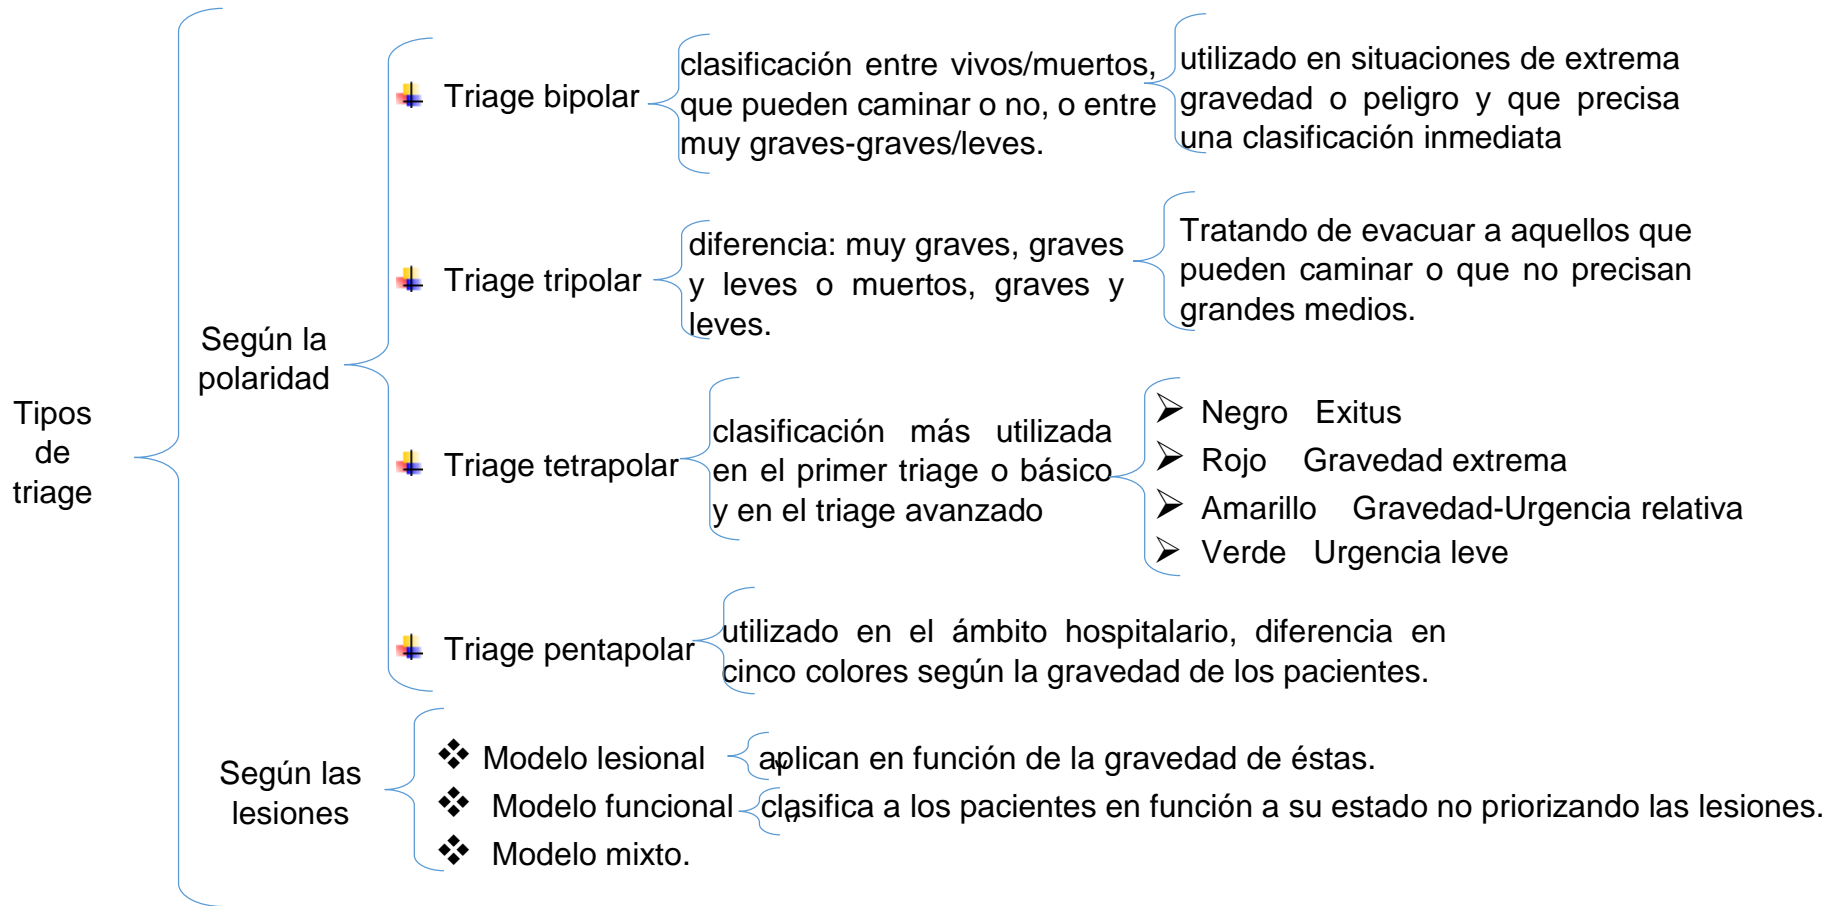 Tipos
de
triage
Según la
polaridad
Triage bipolar
clasificación entre vivos/muertos,
que pueden caminar o no, o entre
muy graves-graves/leves.
utilizado en situaciones de extrema
gravedad o peligro y que precisa
una clasificación inmediata
Triage tripolar
diferencia: muy graves, graves
y leves o muertos, graves y
leves.
Tratando de evacuar a aquellos que
pueden caminar o que no precisan
grandes medios.
Triage tetrapolar
clasificación más utilizada
en el primer triage o básico
y en el triage avanzado
Negro Exitus
Rojo Gravedad extrema
Amarillo Gravedad-Urgencia relativa
Verde Urgencia leve
Triage pentapolar
utilizado en el ámbito hospitalario, diferencia en
cinco colores según la gravedad de los pacientes.
Según las
lesiones
Modelo lesional
aplican en función de la gravedad de éstas.
Modelo funcional
clasifica a los pacientes en función a su estado no priorizando las lesiones.
Modelo mixto.